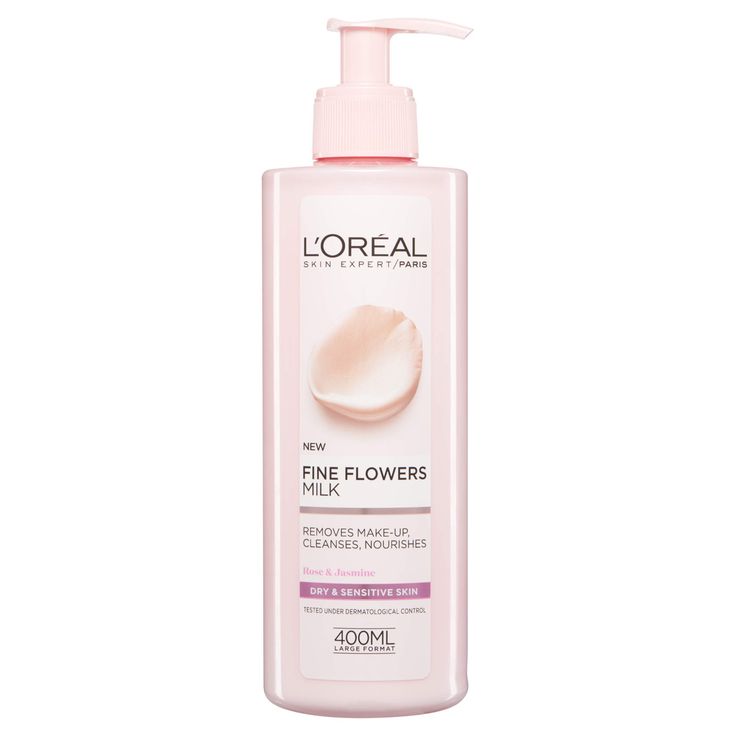 L'ORÉAL
SKIN EXPERT/PARIS
NEW
FINE FLOWERS
MILK
REMOVES MAKE-UP,
CLEANSES, NOURISHES
Rose & Jasmine
DRY & SENSITIVE SKIN
TESTED UNDER DERMATOLOGICAL CONTROL
400ML
LARGE FORMAT